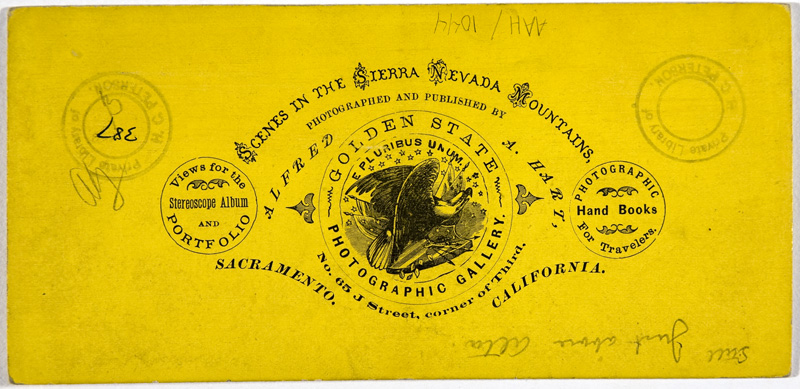 AAH/1044
SCENES IN THE SIERRA NEVADA MOUNTAINS,
PHOTOGRAPHED AND PUBLISHED BY
ALFRED A. HART,
GOLDEN STATE
E PLURIBUS UNUM
PHOTOGRAPHIC GALLERY.
No. 65 J Street, corner of Third.
SACRAMENTO. CALIFORNIA.
Views for the
Stereoscope Album
AND
PORTFOLIO
PHOTOGRAPHIC
Hand Books
For Travelers.
Private Library of
H. C. PETERSON.
387
Private Library of
H. C. PETERSON.
Just above Alta